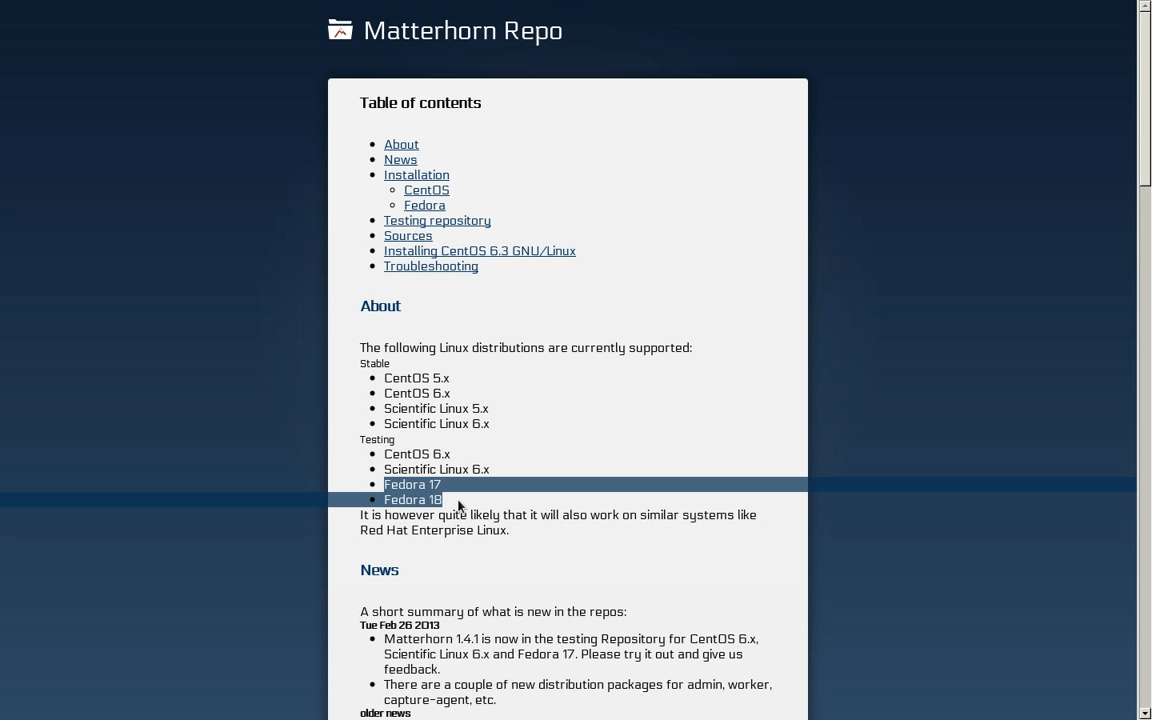 Matterhorn Repo
Table of contents
About
News
Installation
CentOS
Fedora
Testing repository
Sources
Installing CentOS 6.3 GNU/Linux
Troubleshooting
About
The following Linux distributions are currently supported:
Stable
CentOS 5.x
CentOS 6.x
Scientific Linux 5.x
Scientific Linux 6.x
Testing
CentOS 6.x
Scientific Linux 6.x
Fedora 17
Fedora 18
It is however quite likely that it will also work on similar systems like
Red Hat Enterprise Linux.
News
A short summary of what is new in the repos:
Tue Feb 26 2013
Matterhorn 1.4.1 is now in the testing Repository for CentOS 6.x,
Scientific Linux 6.x and Fedora 17. Please try it out and give us
feedback.
There are a couple of new distribution packages for admin, worker,
capture-agent, etc.
older news